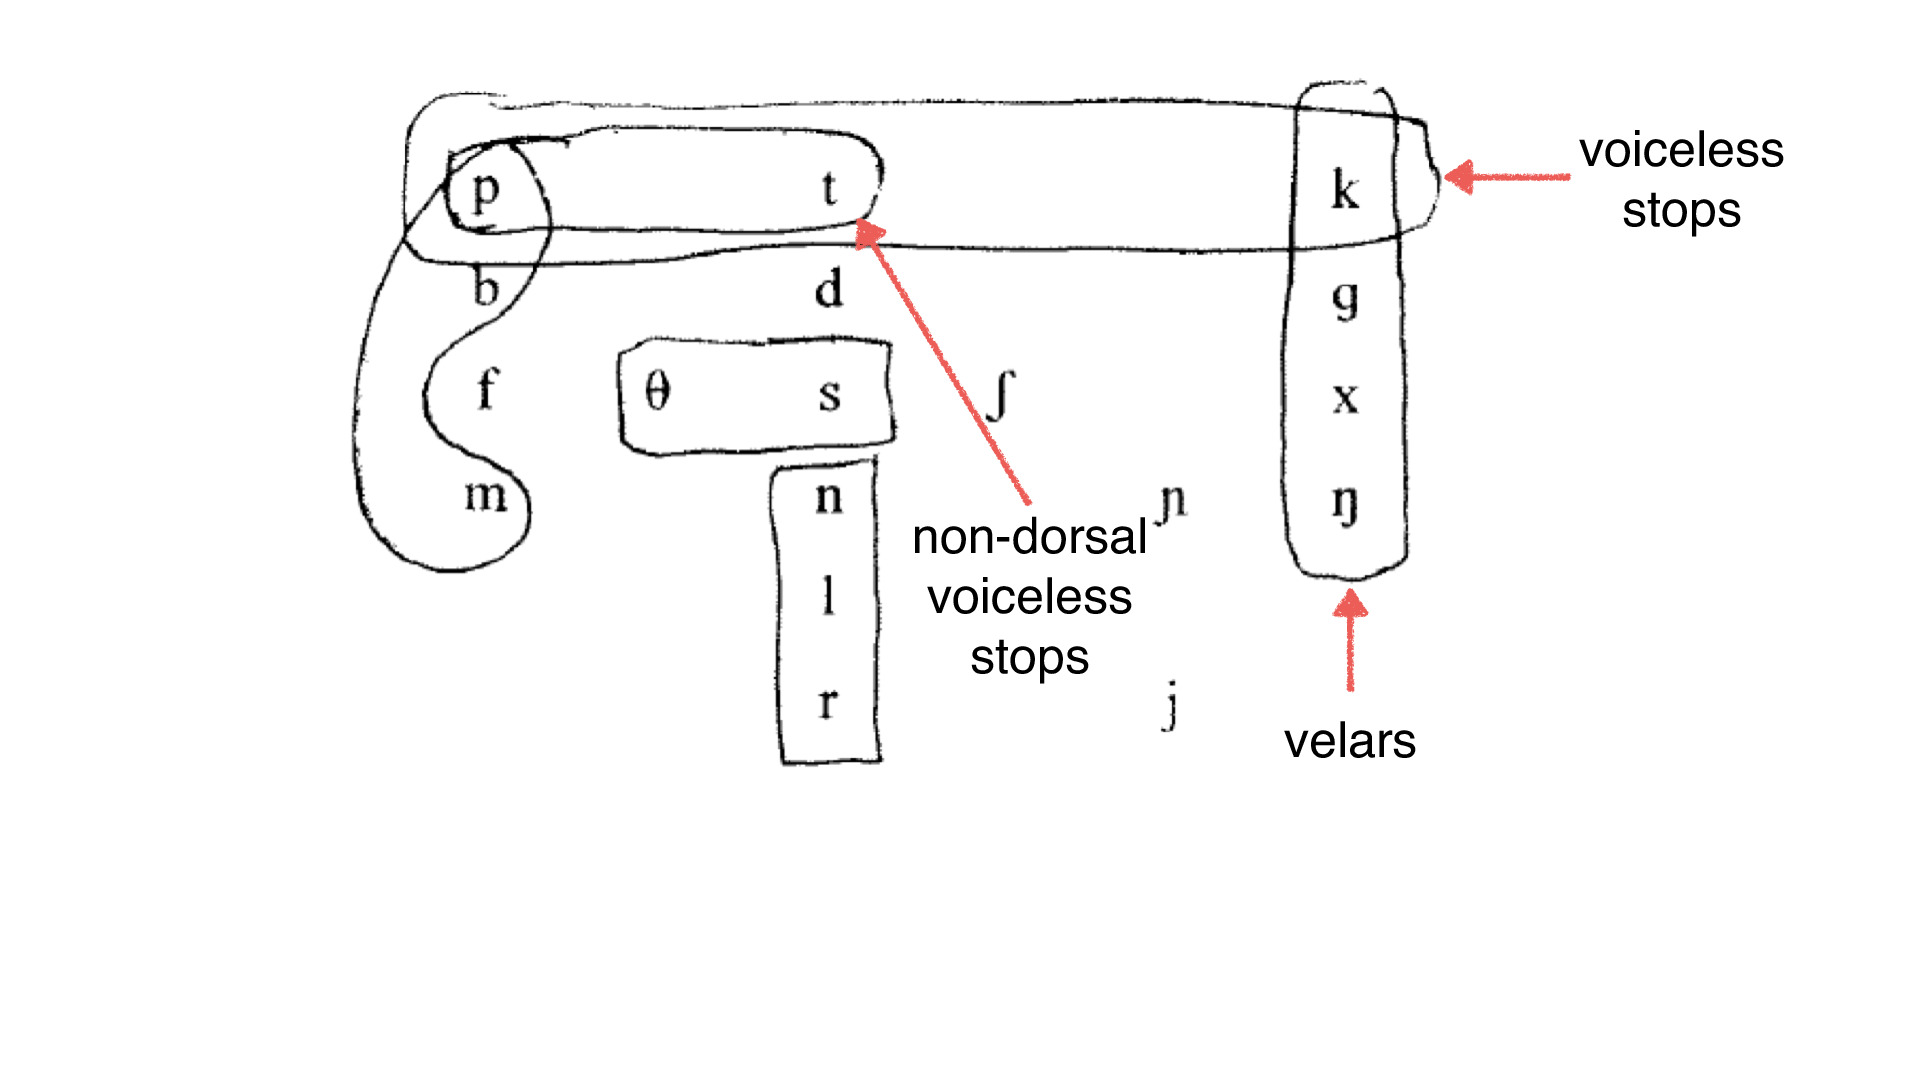 p t k
voiceless
stops
b d ɡ
f θ s ʃ x
m n ɲ ŋ
non-dorsal
voiceless
stops
l
r j
velars